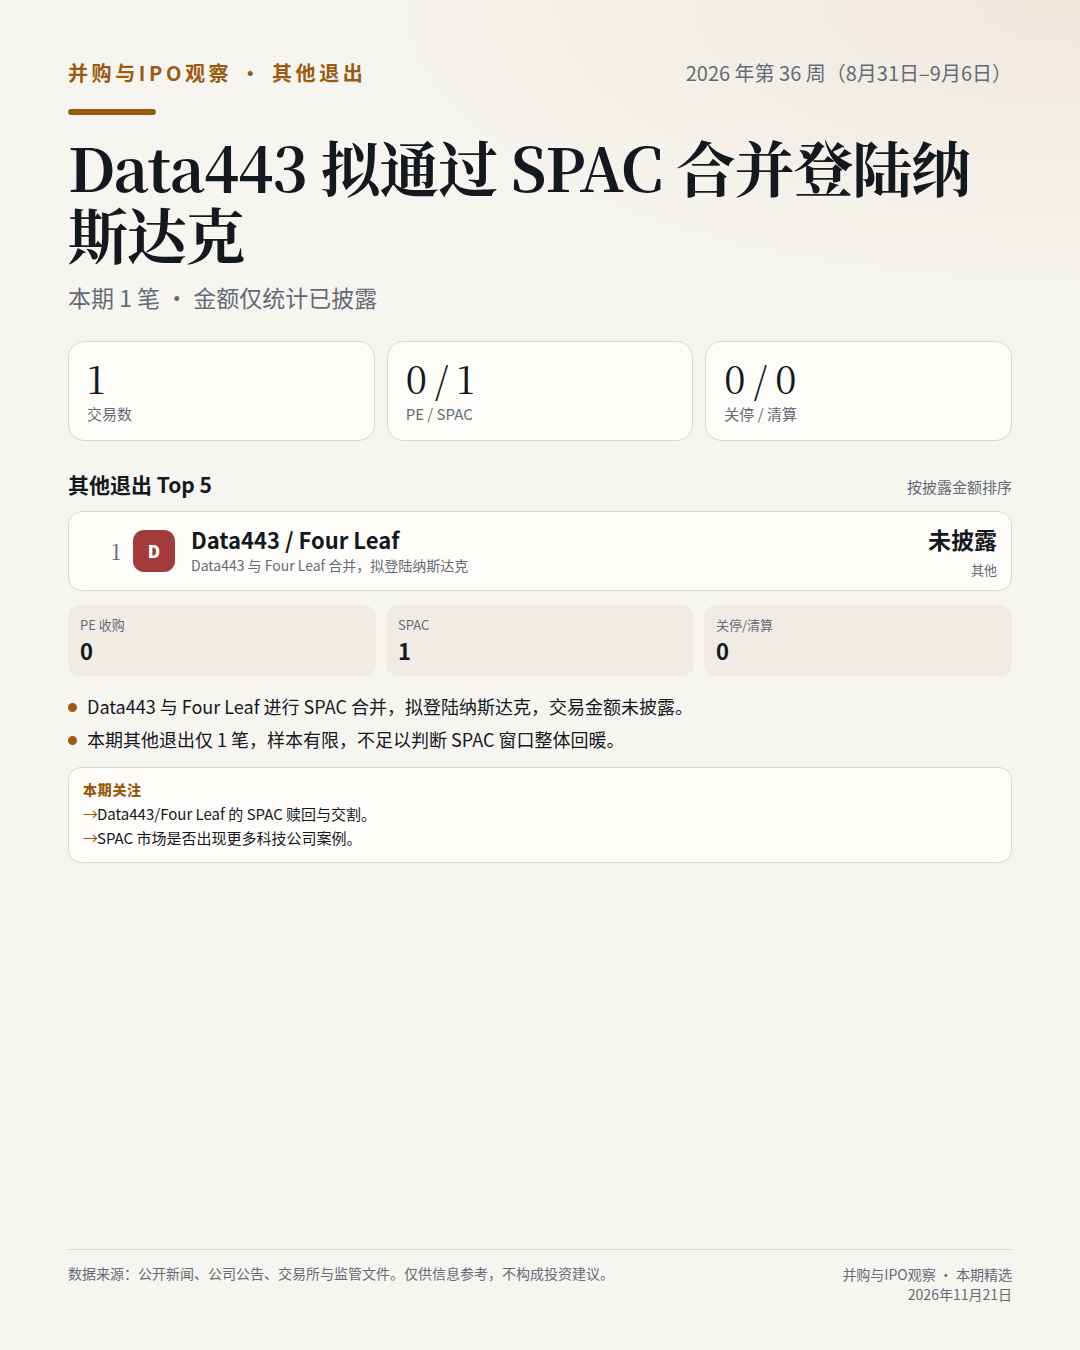 并购与IPO观察 · 其他退出
2026 年第 36 周（8月31日–9月6日）
Data443 拟通过 SPAC 合并登陆纳
斯达克
本期 1 笔 · 金额仅统计已披露
1
交易数
0 / 1
PE / SPAC
0 / 0
关停 / 清算
其他退出 Top 5
按披露金额排序
1
D
Data443 / Four Leaf
Data443 与 Four Leaf 合并，拟登陆纳斯达克
未披露
其他
PE 收购
0
SPAC
1
关停/清算
0
Data443 与 Four Leaf 进行 SPAC 合并，拟登陆纳斯达克，交易金额未披露。
本期其他退出仅 1 笔，样本有限，不足以判断 SPAC 窗口整体回暖。
本期关注
→Data443/Four Leaf 的 SPAC 赎回与交割。
→SPAC 市场是否出现更多科技公司案例。
数据来源：公开新闻、公司公告、交易所与监管文件。仅供信息参考，不构成投资建议。
并购与IPO观察 · 本期精选
2026年11月21日